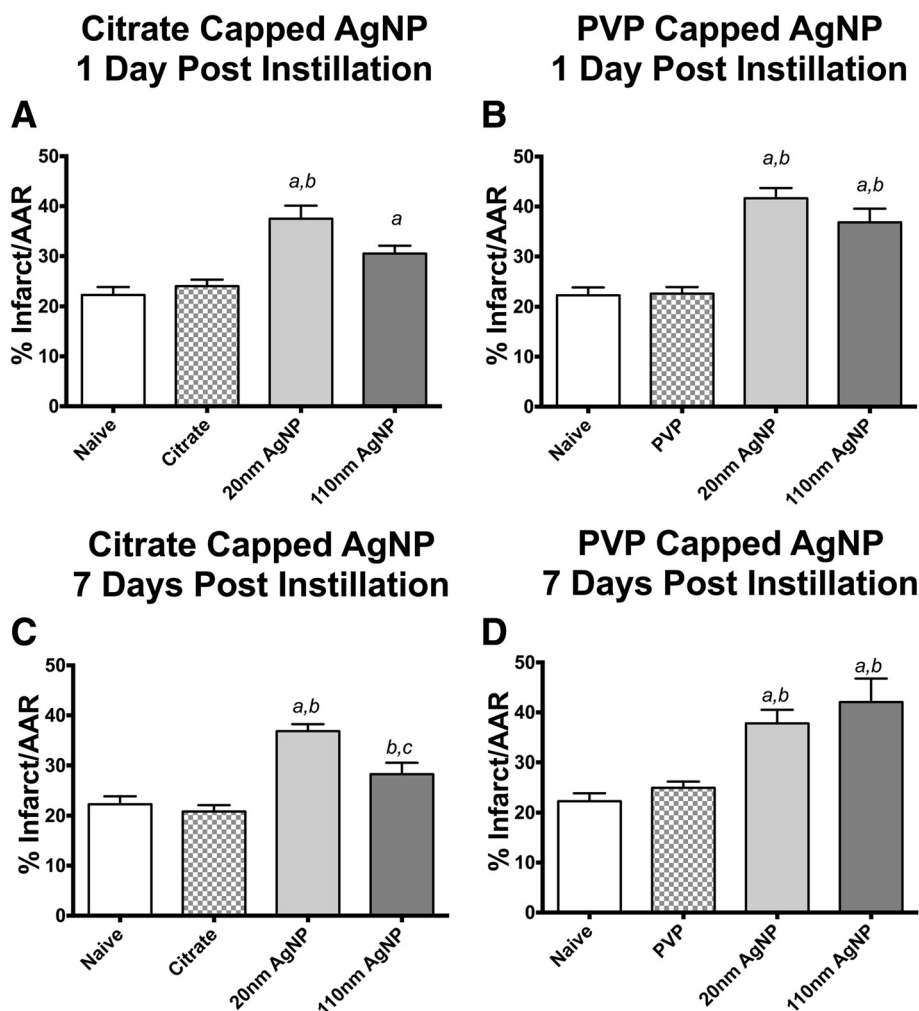 Citrate Capped AgNP
1 Day Post Instillation
A
% Infarct/AAR
50
40
30
20
10
0
a,b
a
Naive
Citrate
20nm AgNP
110nm AgNP
PVP Capped AgNP
1 Day Post Instillation
B
% Infarct/AAR
50
40
30
20
10
0
a,b
a,b
Naive
PVP
20nm AgNP
110nm AgNP
Citrate Capped AgNP
7 Days Post Instillation
C
% Infarct/AAR
50
40
30
20
10
0
a,b
b,c
Naive
Citrate
20nm AgNP
110nm AgNP
PVP Capped AgNP
7 Days Post Instillation
D
% Infarct/AAR
50
40
30
20
10
0
a,b
a,b
Naive
PVP
20nm AgNP
110nm AgNP